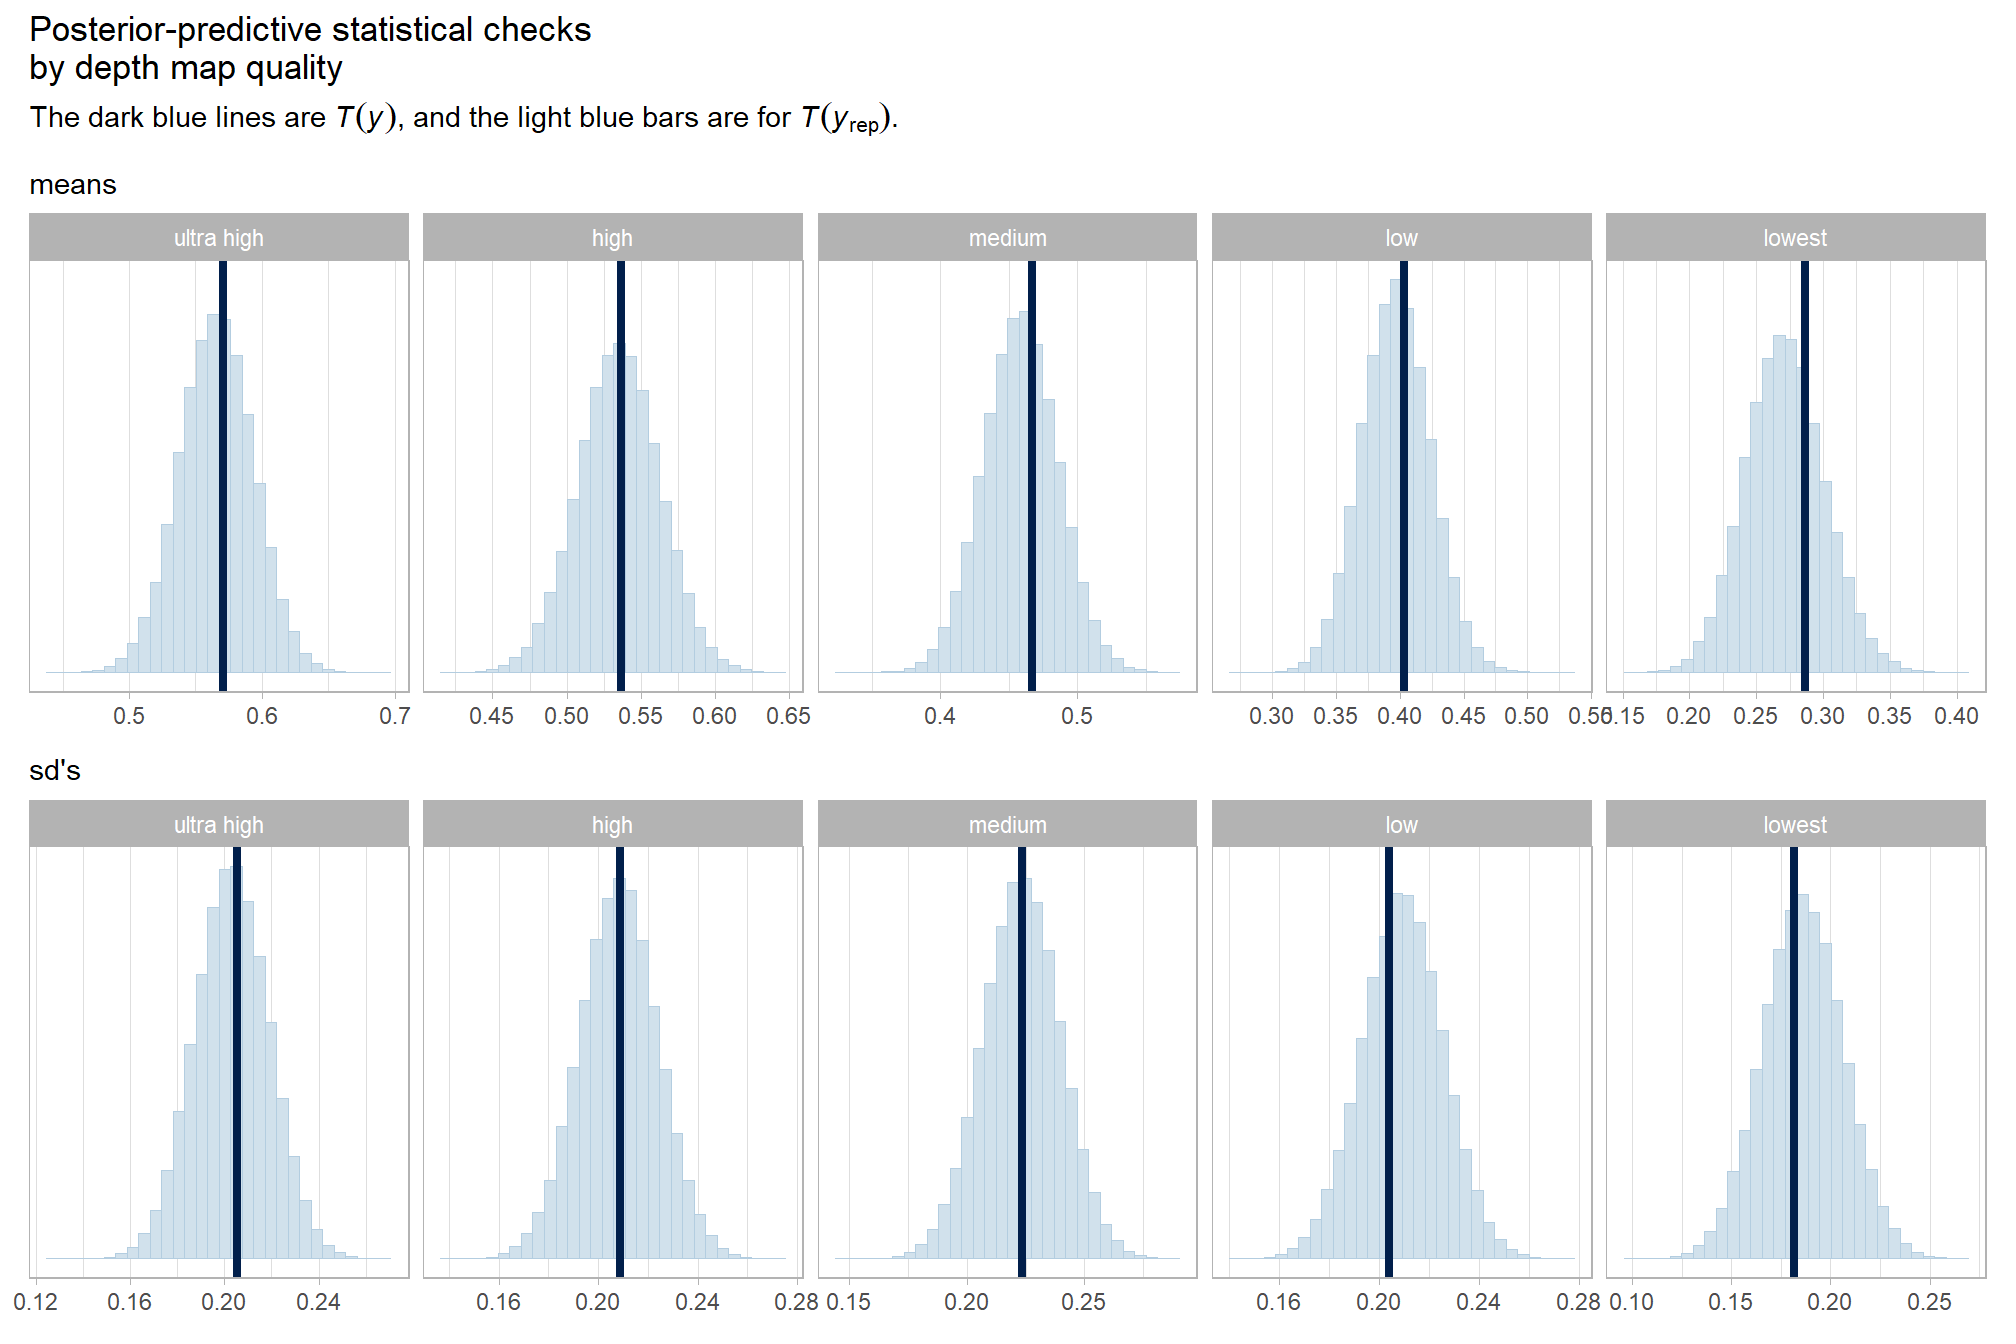 Posterior-predictive statistical checks
by depth map quality
The dark blue lines are T(y), and the light blue bars are for T(y_rep).
means
ultra high high medium low lowest
0.5 0.6 0.7 0.45 0.50 0.55 0.60 0.65 0.4 0.5 0.30 0.35 0.40 0.45 0.50 0.55 0.15 0.20 0.25 0.30 0.35 0.40
sd's
ultra high high medium low lowest
0.12 0.16 0.20 0.24 0.16 0.20 0.24 0.28 0.15 0.20 0.25 0.16 0.20 0.24 0.28 0.10 0.15 0.20 0.25